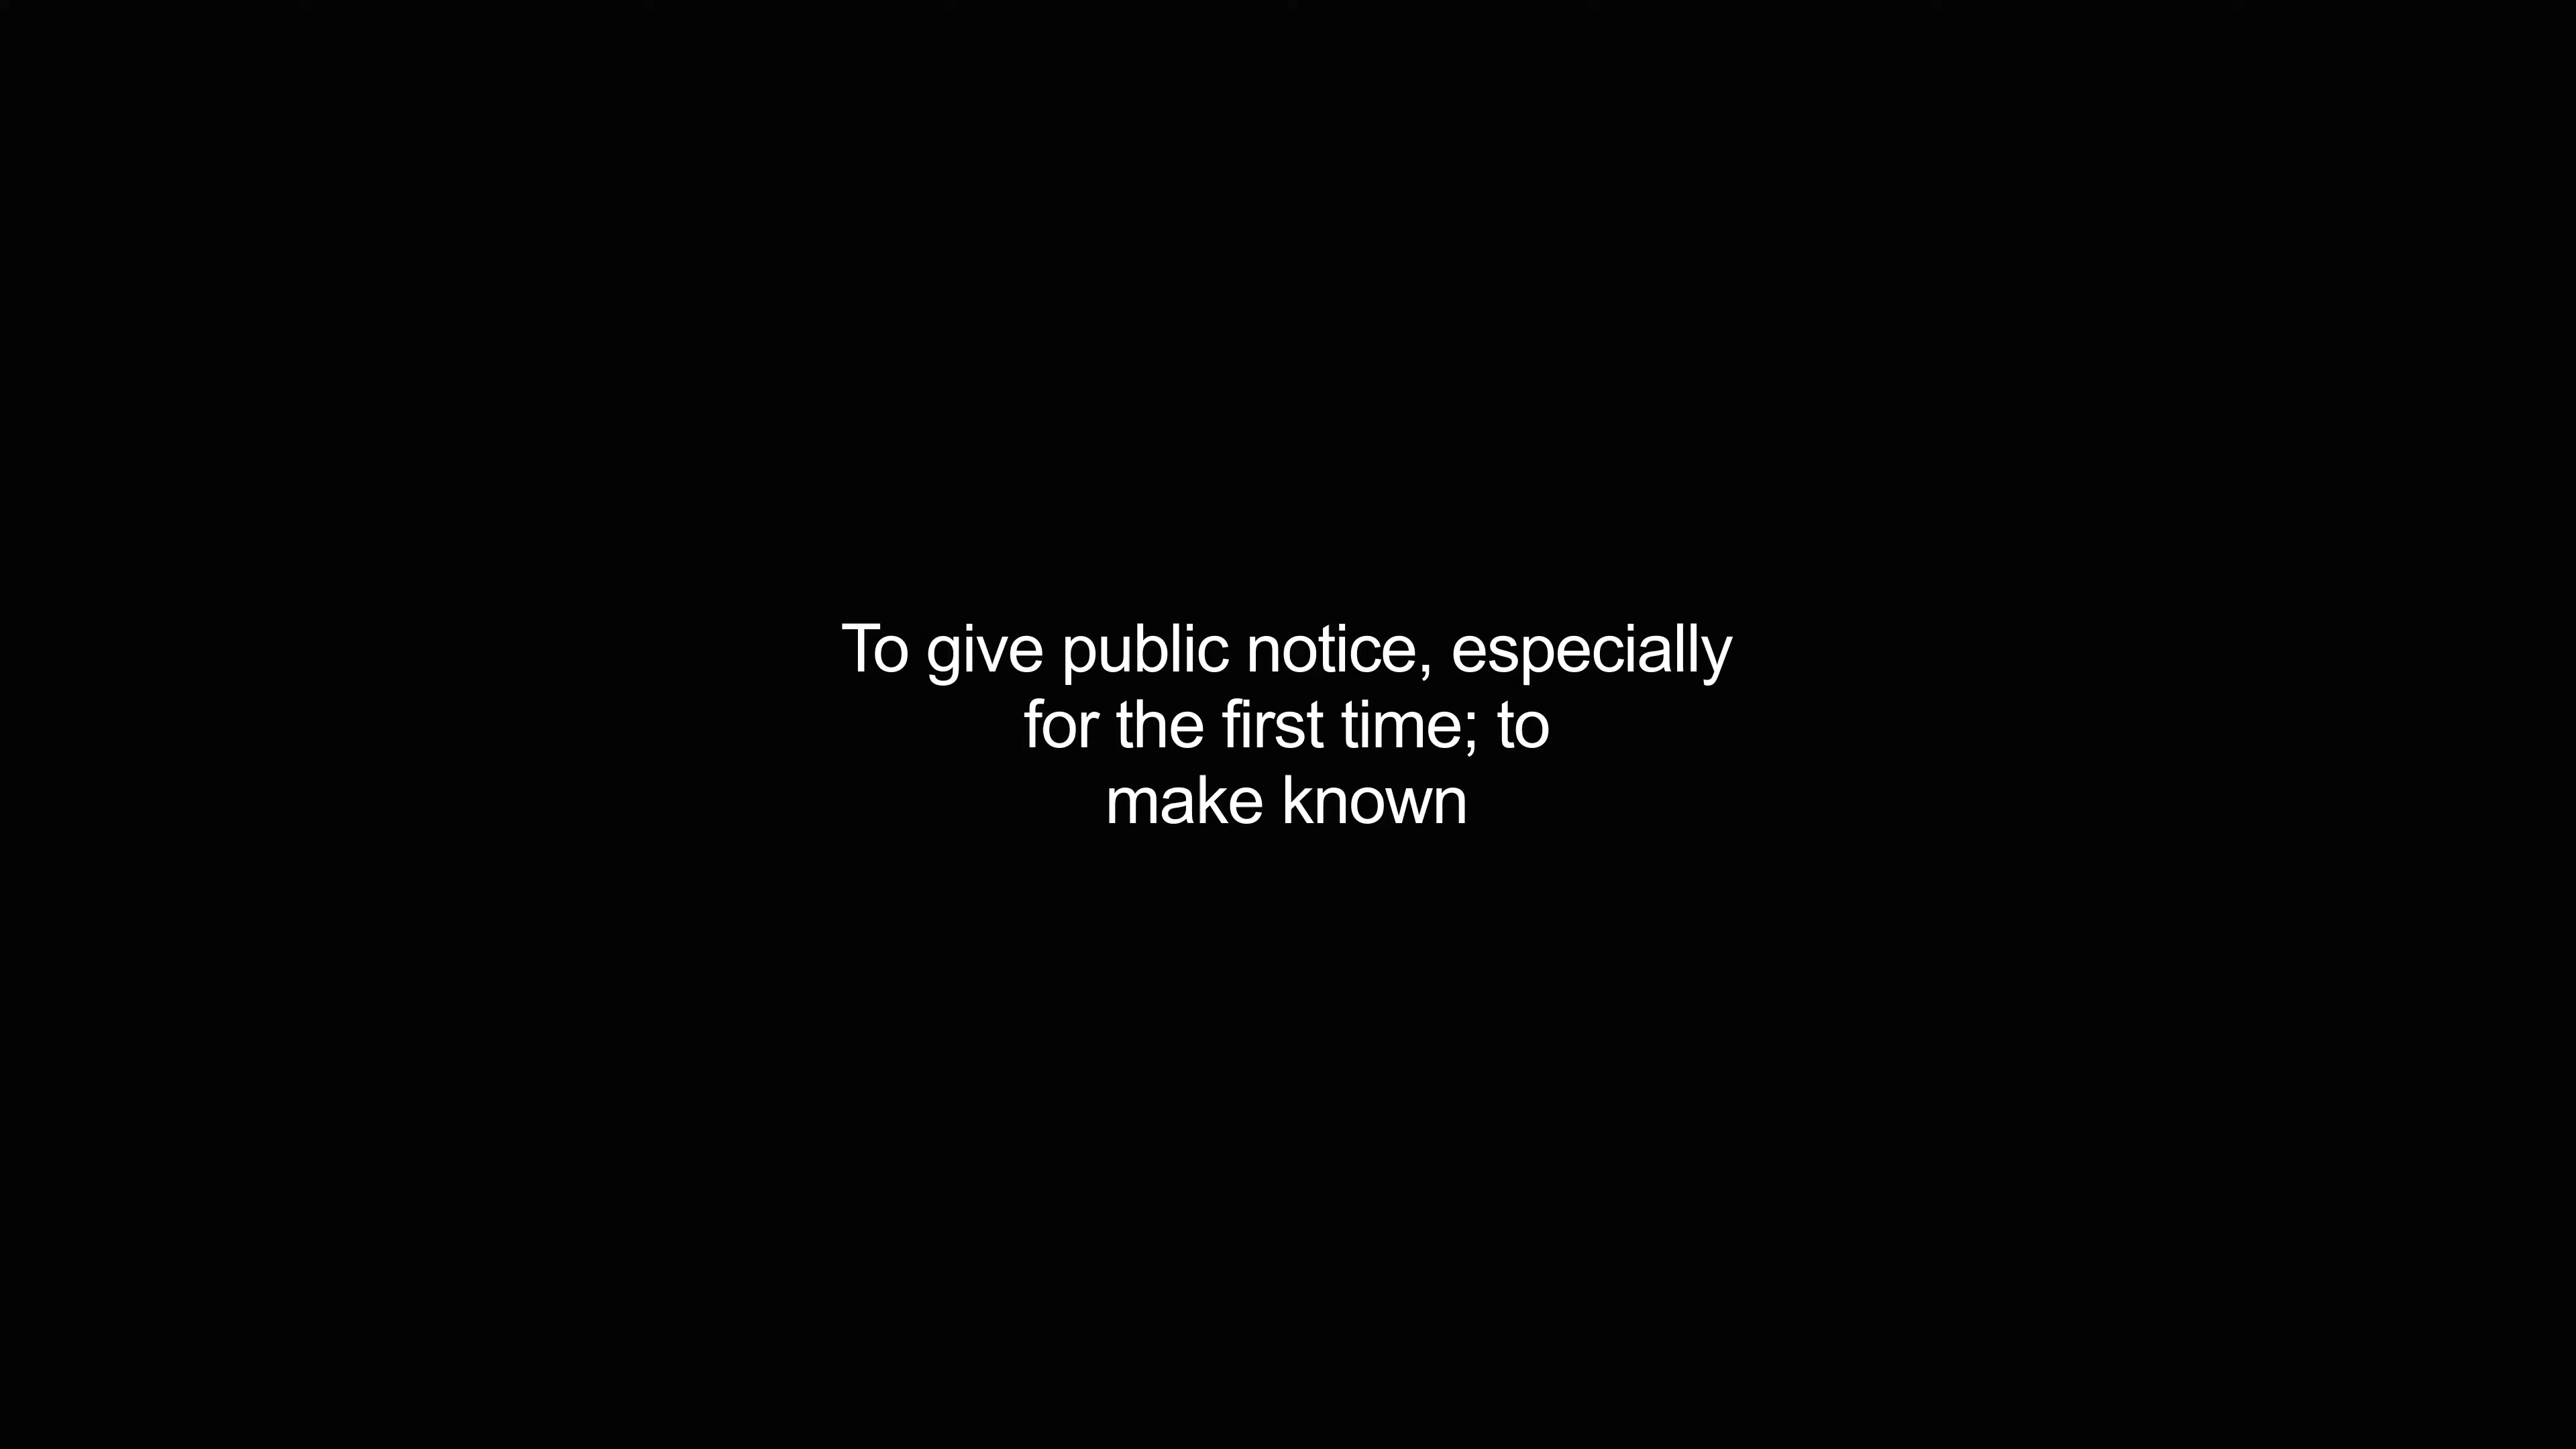 To give public notice, especially
for the first time; to
make known